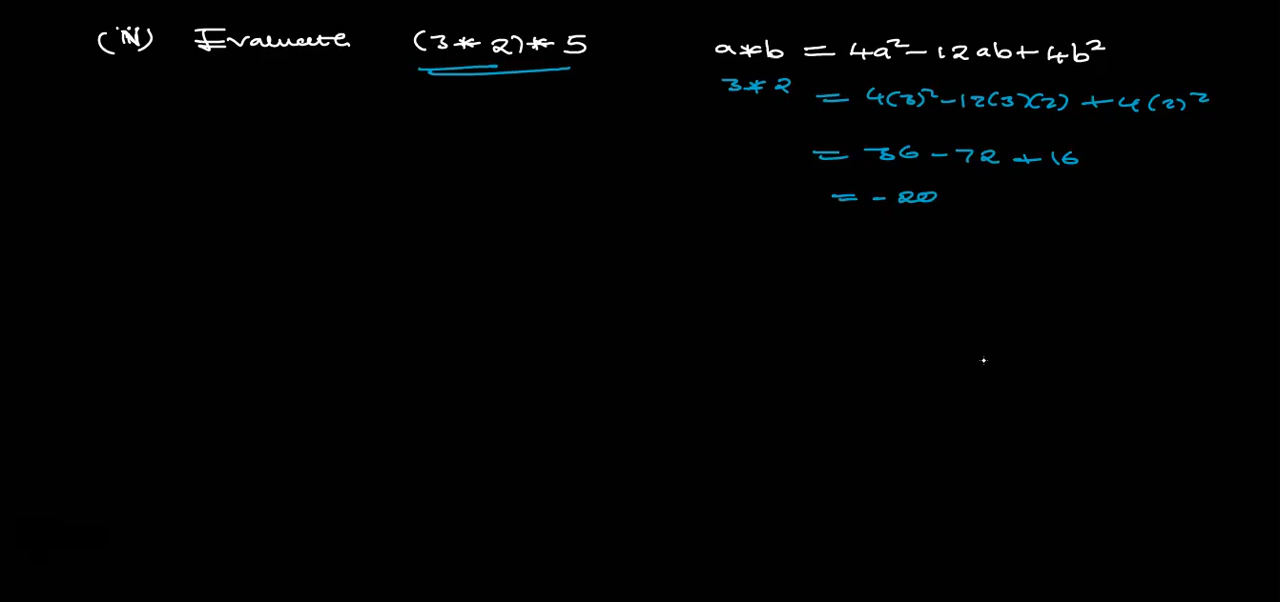 (iv) Evaluate (3*2)*5
a*b = 4a² - 12ab + 4b²
3*2 = 4(3)² - 12(3)(2) + 4(2)²
= 36 - 72 + 16
= - 20